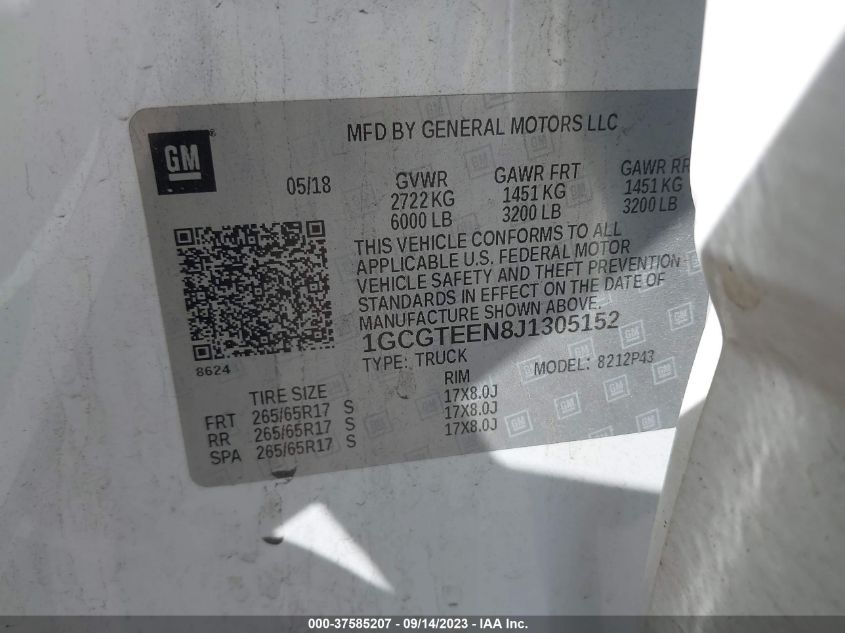 MFD BY GENERAL MOTORS LLC
GM ®
05/18 GVWR GAWR FRT GAWR RR
2722 KG 1451 KG 1451 KG
6000 LB 3200 LB 3200 LB
THIS VEHICLE CONFORMS TO ALL
APPLICABLE U.S. FEDERAL MOTOR
VEHICLE SAFETY AND THEFT PREVENTION
STANDARDS IN EFFECT ON THE DATE OF
MANUFACTURE SHOWN ABOVE.
1GCGTEEN8J1305152
8624
TYPE: TRUCK MODEL: 8212P43
TIRE SIZE RIM
FRT 265/65R17 S 17X8.0J
RR 265/65R17 S 17X8.0J
SPA 265/65R17 S 17X8.0J
000-37585207 - 09/14/2023 - IAA Inc.